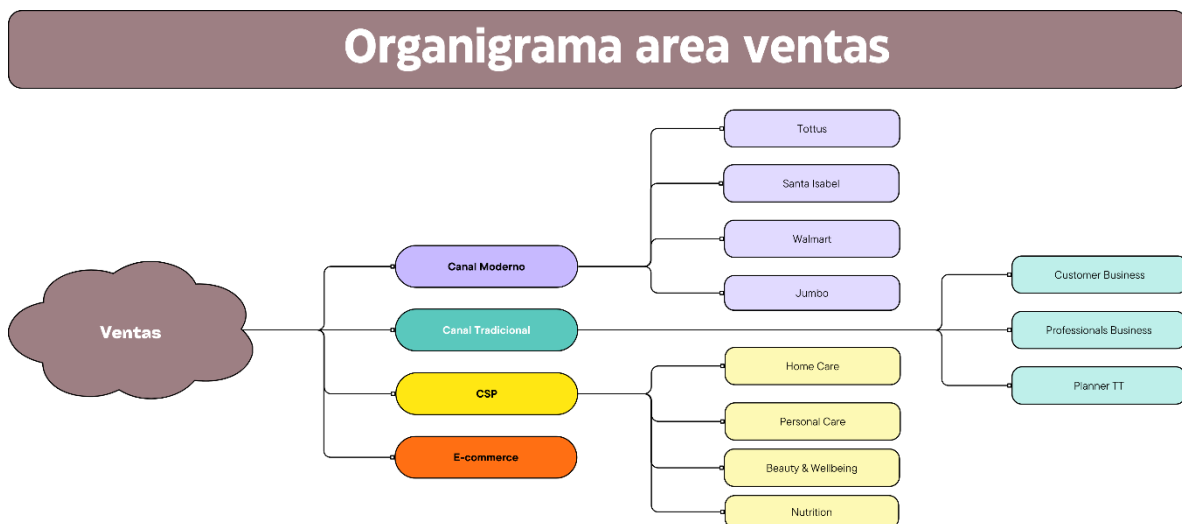 Organigrama area ventas
Ventas
Canal Moderno
Tottus
Santa Isabel
Walmart
Jumbo
Canal Tradicional
Customer Business
Professionals Business
Planner TT
CSP
Home Care
Personal Care
Beauty & Wellbeing
Nutrition
E-commerce